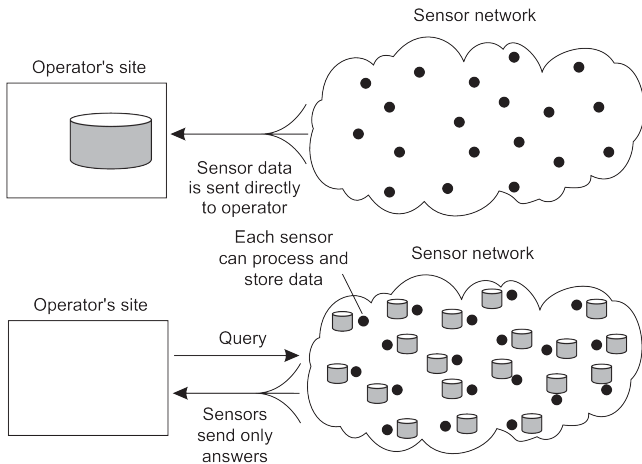 Sensor network
Operator's site
Sensor data
is sent directly
to operator
Each sensor
can process and
store data
Sensor network
Operator's site
Query
Sensors
send only
answers